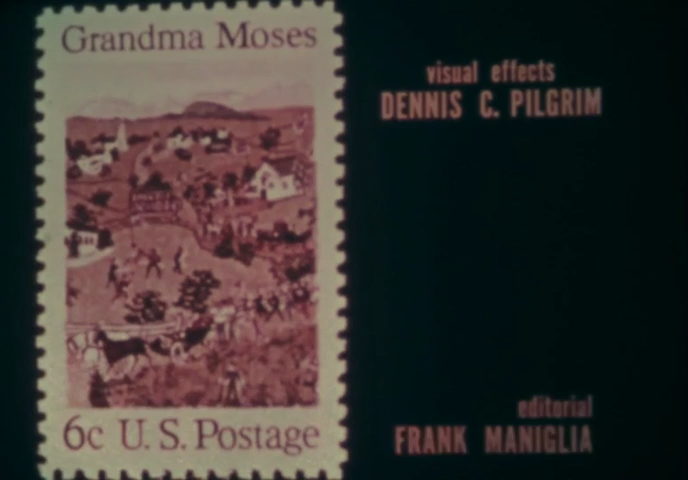 Grandma Moses
6c U.S. Postage
visual effects
DENNIS C. PILGRIM
editorial
FRANK MANIGLIA